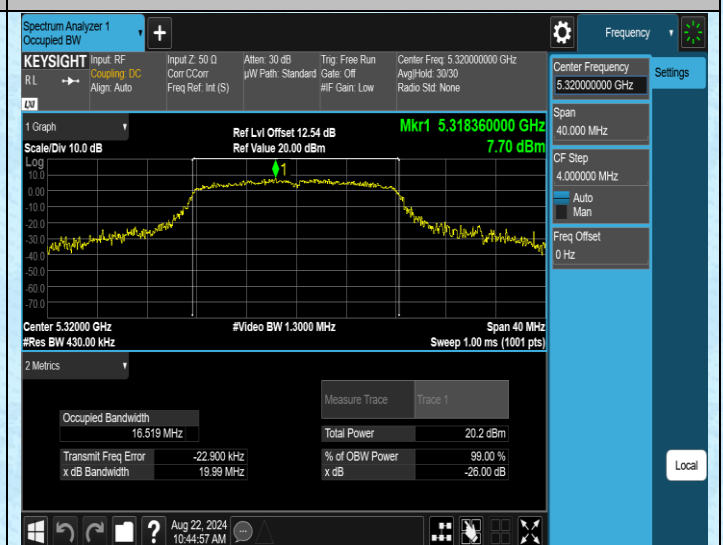 Spectrum Analyzer 1
Occupied BW
+
Frequency
KEYSIGHT
RL
LXI
Input: RF
Coupling: DC
Align: Auto
Input Z: 50 Ω
Corr CCorr
Freq Ref: Int (S)
Atten: 30 dB
µW Path: Standard
Trig: Free Run
Gate: Off
#IF Gain: Low
Center Freq: 5.320000000 GHz
Avg|Hold: 30/30
Radio Std: None
Center Frequency
5.320000000 GHz
Settings
Span
40.000 MHz
CF Step
4.000000 MHz
Auto
Man
Freq Offset
0 Hz
1 Graph
Scale/Div 10.0 dB
Ref Lvl Offset 12.54 dB
Ref Value 20.00 dBm
Mkr1 5.318360000 GHz
7.70 dBm
Log
10.0
0.00
-10.0
-20.0
-30.0
-40.0
-50.0
-60.0
-70.0
1
Center 5.32000 GHz
#Res BW 430.00 kHz
#Video BW 1.3000 MHz
Span 40 MHz
Sweep 1.00 ms (1001 pts)
2 Metrics
Measure Trace Trace 1
Occupied Bandwidth
16.519 MHz
Total Power 20.2 dBm
Transmit Freq Error -22.900 kHz
% of OBW Power 99.00 %
x dB Bandwidth 19.99 MHz
x dB -26.00 dB
Local
?
Aug 22, 2024
10:44:57 AM